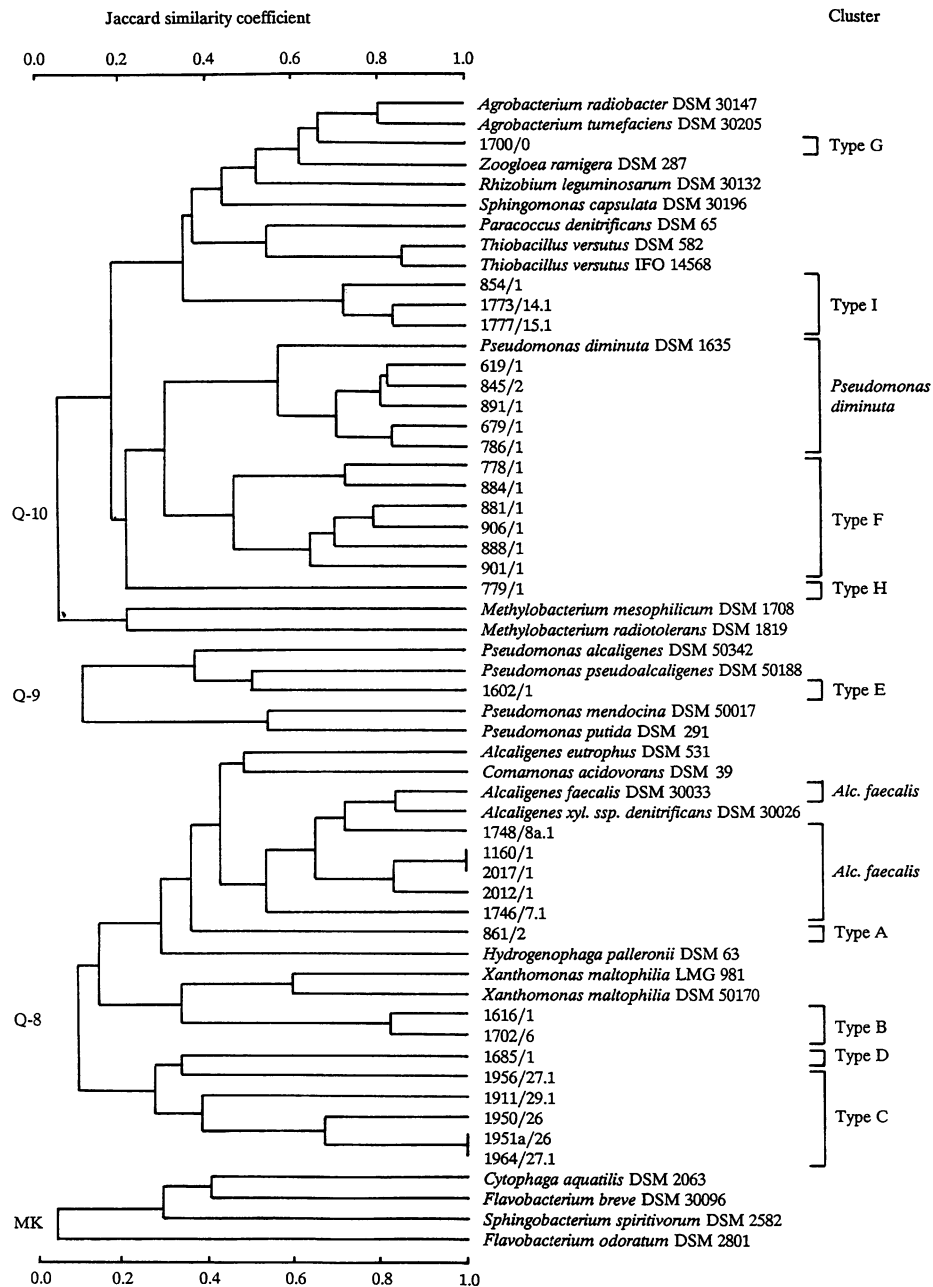 Jaccard similarity coefficient Cluster
0.0 0.2 0.4 0.6 0.8 1.0
Agrobacterium radiobacter DSM 30147
Agrobacterium tumefaciens DSM 30205
1700/0 Type G
Zoogloea ramigera DSM 287
Rhizobium leguminosarum DSM 30132
Sphingomonas capsulata DSM 30196
Paracoccus denitrificans DSM 65
Thiobacillus versutus DSM 582
Thiobacillus versutus IFO 14568
854/1
1773/14.1 Type I
1777/15.1
Pseudomonas diminuta DSM 1635
619/1
845/2 Pseudomonas
891/1 diminuta
679/1
786/1
778/1
884/1
881/1
Q-10 906/1 Type F
888/1
901/1
779/1 Type H
Methylobacterium mesophilicum DSM 1708
Methylobacterium radiotolerans DSM 1819
Pseudomonas alcaligenes DSM 50342
Pseudomonas pseudoalcaligenes DSM 50188
Q-9 1602/1 Type E
Pseudomonas mendocina DSM 50017
Pseudomonas putida DSM 291
Alcaligenes eutrophus DSM 531
Comamonas acidovorans DSM 39
Alcaligenes faecalis DSM 30033 Alc. faecalis
Alcaligenes xyl. ssp. denitrificans DSM 30026
1748/8a.1
1160/1
2017/1 Alc. faecalis
2012/1
1746/7.1
861/2 Type A
Hydrogenophaga palleronii DSM 63
Xanthomonas maltophilia LMG 981
Xanthomonas maltophilia DSM 50170
Q-8 1616/1 Type B
1702/6
1685/1 Type D
1956/27.1
1911/29.1
1950/26 Type C
1951a/26
1964/27.1
Cytophaga aquatilis DSM 2063
Flavobacterium breve DSM 30096
MK Sphingobacterium spiritivorum DSM 2582
Flavobacterium odoratum DSM 2801
0.0 0.2 0.4 0.6 0.8 1.0